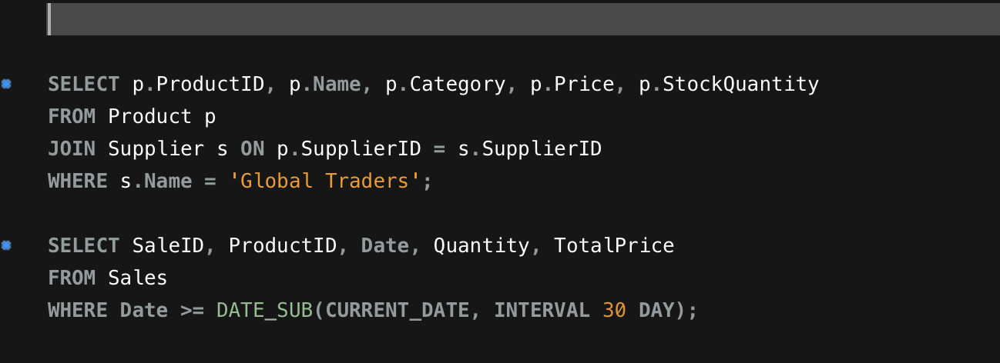 SELECT p.ProductID, p.Name, p.Category, p.Price, p.StockQuantity
FROM Product p
JOIN Supplier s ON p.SupplierID = s.SupplierID
WHERE s.Name = 'Global Traders';
SELECT SaleID, ProductID, Date, Quantity, TotalPrice
FROM Sales
WHERE Date >= DATE_SUB(CURRENT_DATE, INTERVAL 30 DAY);